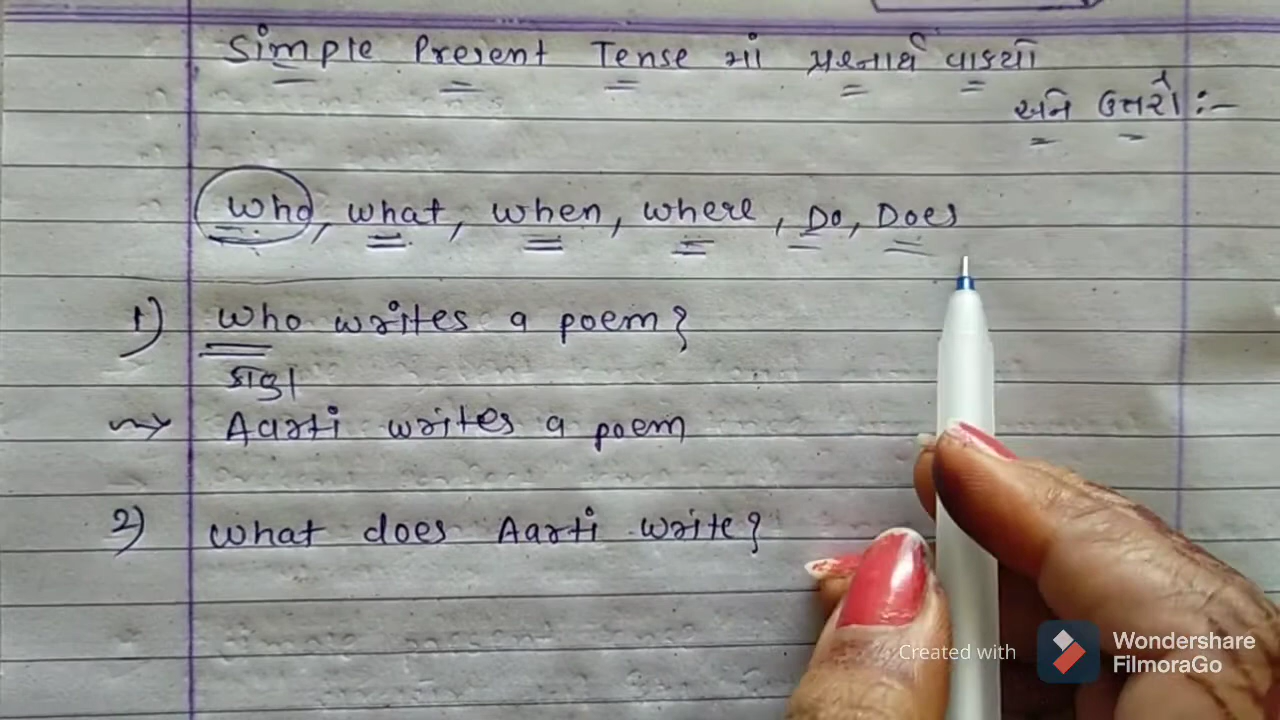 Simple Present Tense માં પ્રશ્નાર્થ વાક્યો
અને ઉત્તરો :-
Who, what, when, where, Do, Does
1) Who writes a poem?
કોણ
→ Aarti writes a poem
2) What does Aarti write?
Created with Wondershare
FilmoraGo